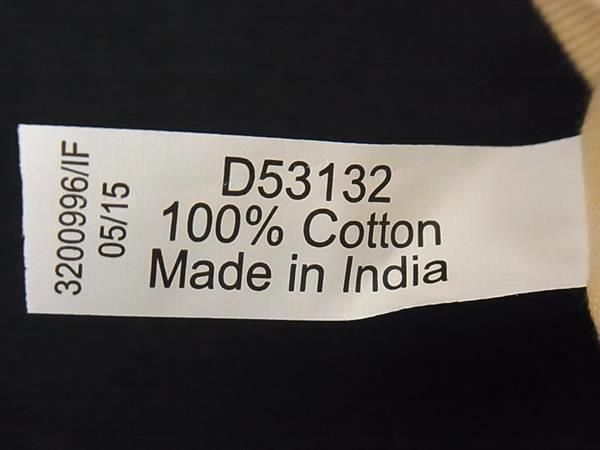 3200996/IF
05/15
D53132
100% Cotton
Made in India